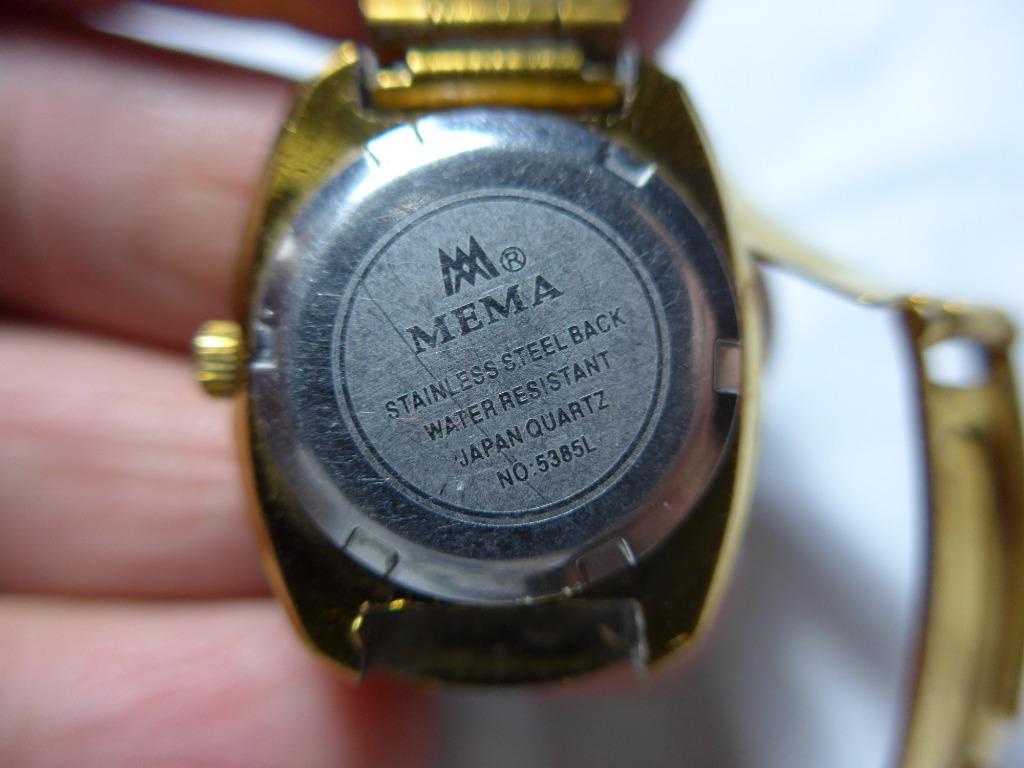 ®
MEMA
STAINLESS STEEL BACK
WATER RESISTANT
JAPAN QUARTZ
NO:5385L